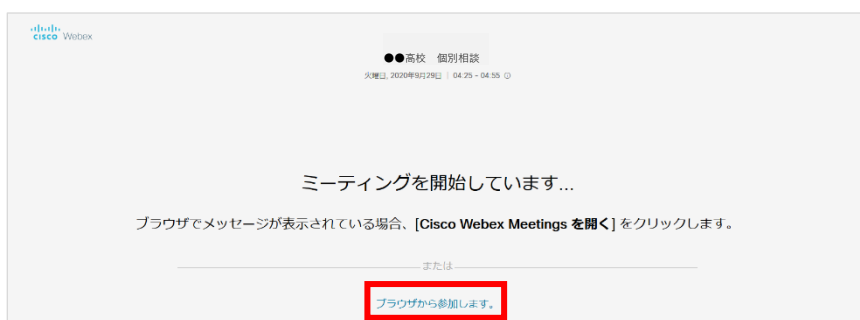 CISCO Webex
●●高校 個別相談
火曜日, 2020年9月29日 | 04:25 - 04:55
ミーティングを開始しています...
ブラウザでメッセージが表示されている場合、[Cisco Webex Meetings を開く] をクリックします。
または
ブラウザから参加します。